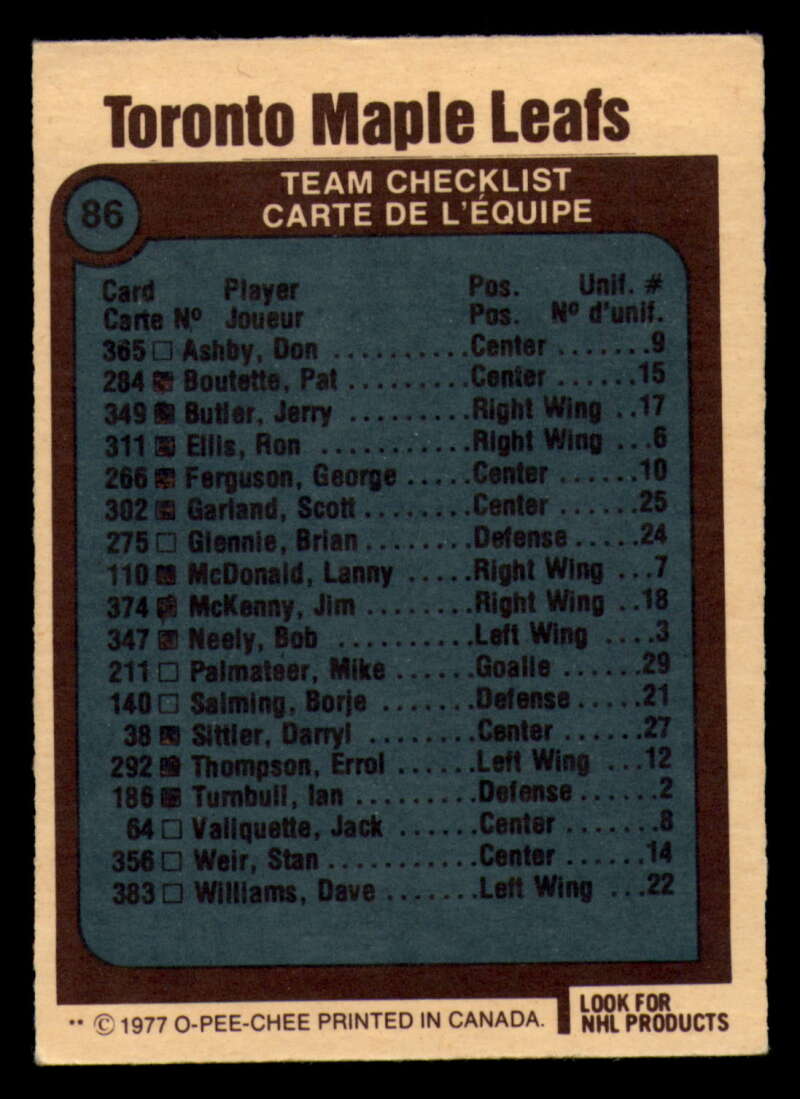 Toronto Maple Leafs
86
TEAM CHECKLIST
CARTE DE L'ÉQUIPE
Card Player Pos. Unif. #
Carte Nº Joueur Pos. Nº d'unif.
365 □ Ashby, Don ..........Center .......9
284 ■ Boutette, Pat .........Center ......15
349 ■ Butler, Jerry .........Right Wing ..17
311 ■ Ellis, Ron ...........Right Wing ...6
266 ■ Ferguson, George .....Center ......10
302 ■ Garland, Scott ........Center ......25
275 □ Glennie, Brian ........Defense .....24
110 ■ McDonald, Lanny .....Right Wing ...7
374 ■ McKenny, Jim .......Right Wing ..18
347 ■ Neely, Bob ..........Left Wing ....3
211 □ Palmateer, Mike ......Goalie ......29
140 □ Salming, Borje .......Defense .....21
38 ■ Sittler, Darryl ........Center ......27
292 ■ Thompson, Errol ......Left Wing ...12
186 ■ Turnbull, Ian .........Defense ......2
64 □ Valiquette, Jack ......Center .......8
356 □ Weir, Stan ...........Center ......14
383 □ Williams, Dave .......Left Wing ...22
** © 1977 O-PEE-CHEE PRINTED IN CANADA.
LOOK FOR
NHL PRODUCTS